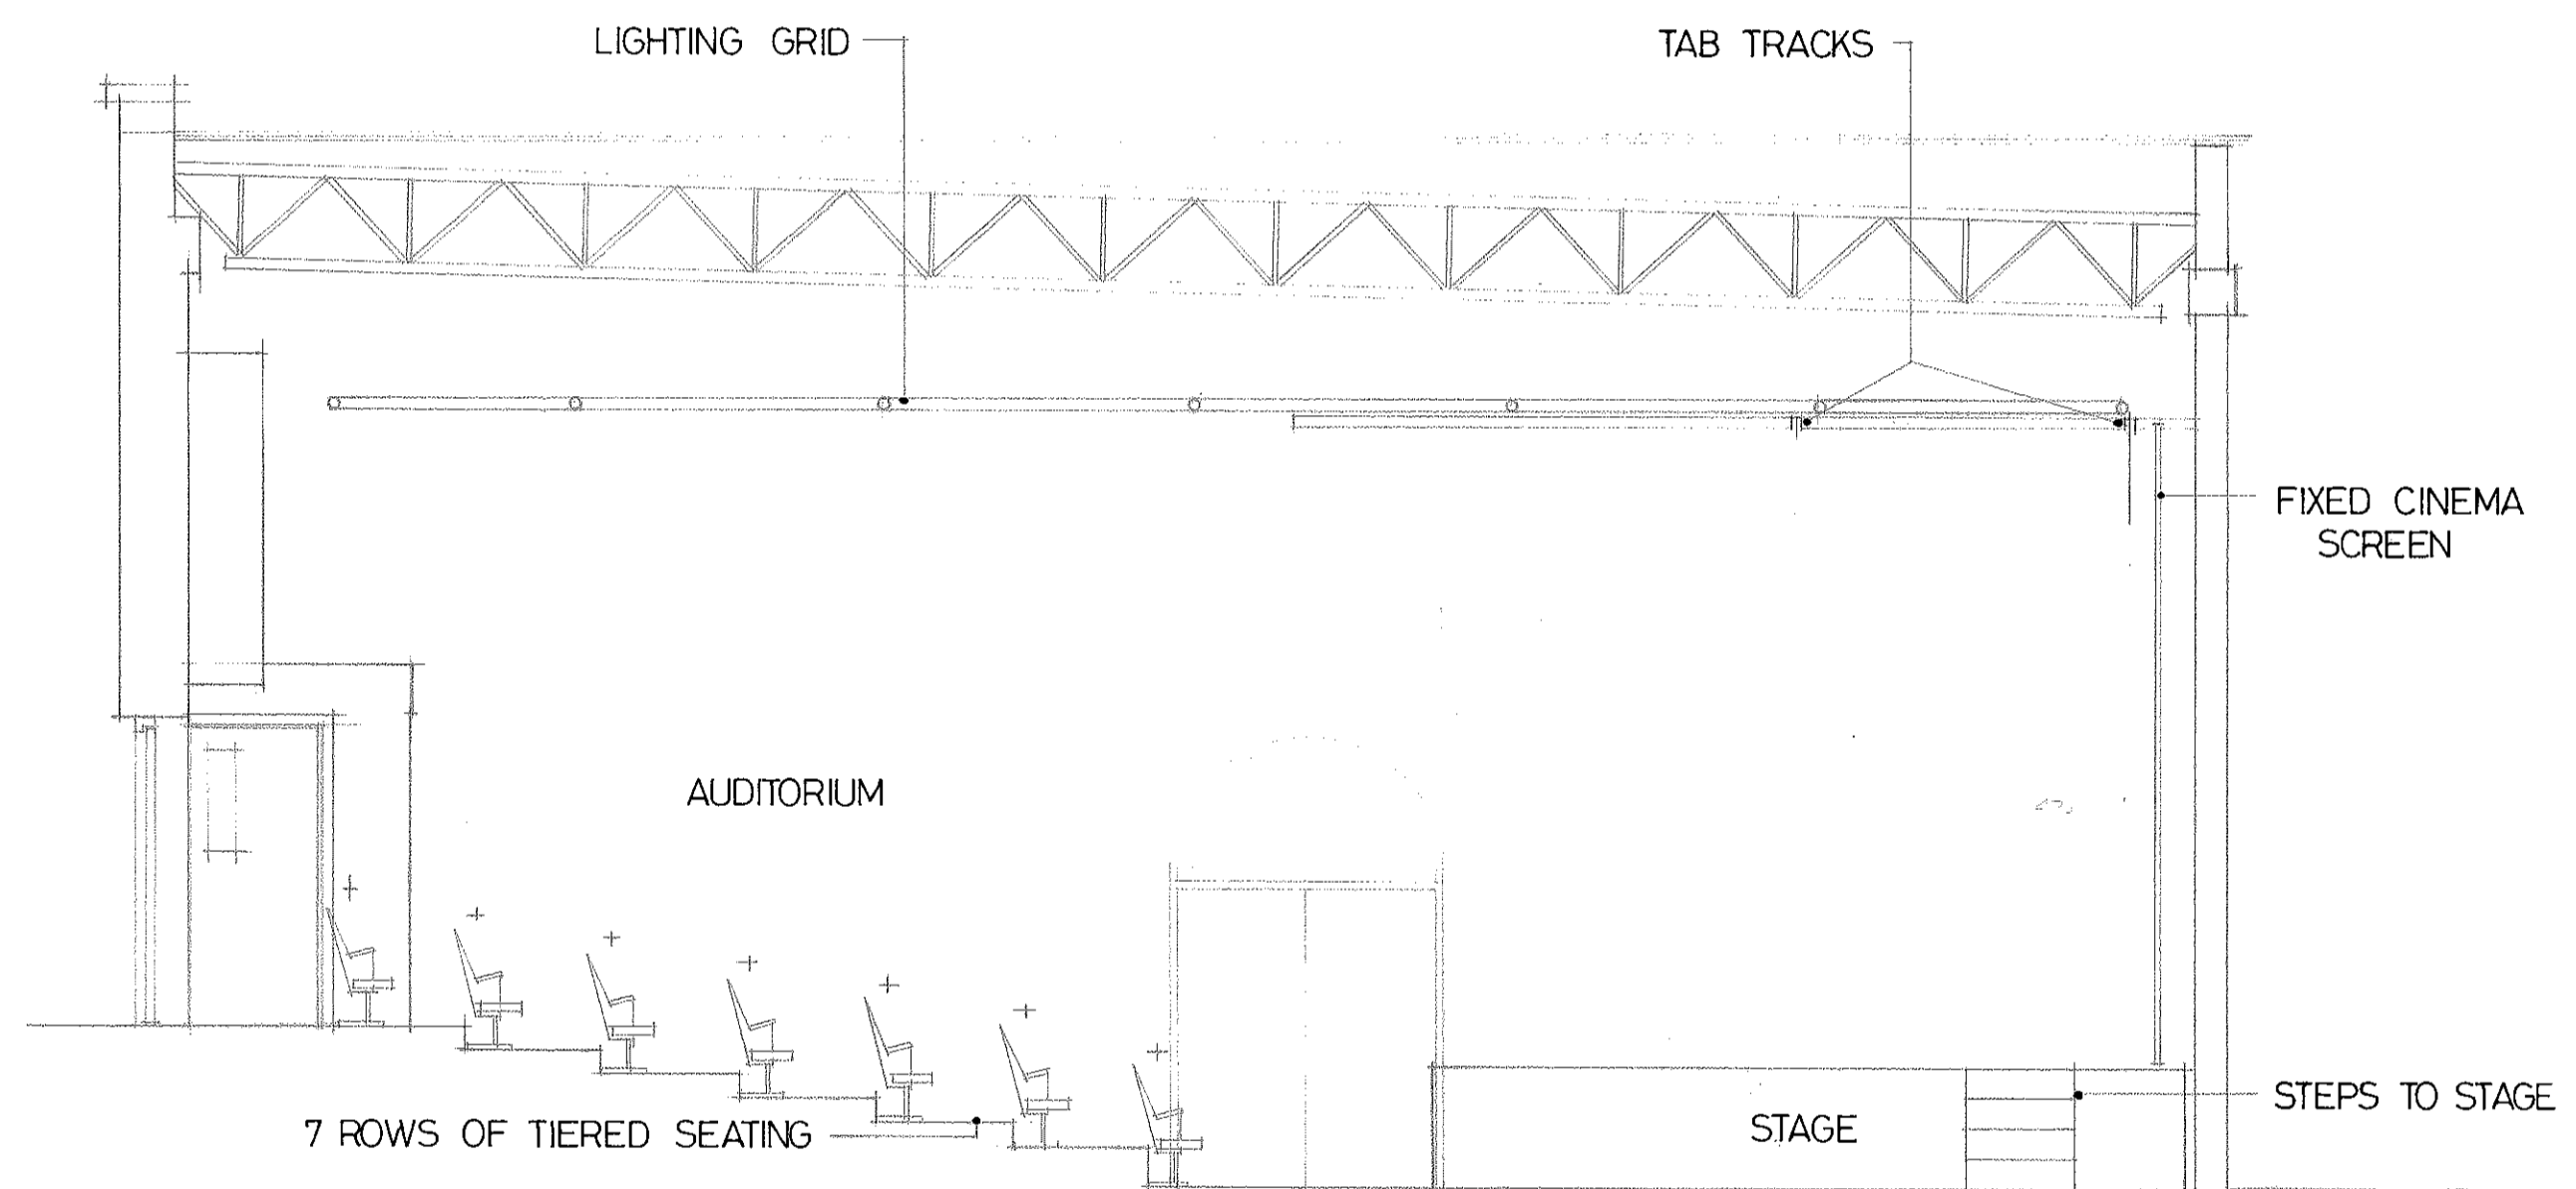 LIGHTING GRID
TAB TRACKS
FIXED CINEMA
SCREEN
AUDITORIUM
7 ROWS OF TIERED SEATING
STAGE
STEPS TO STAGE